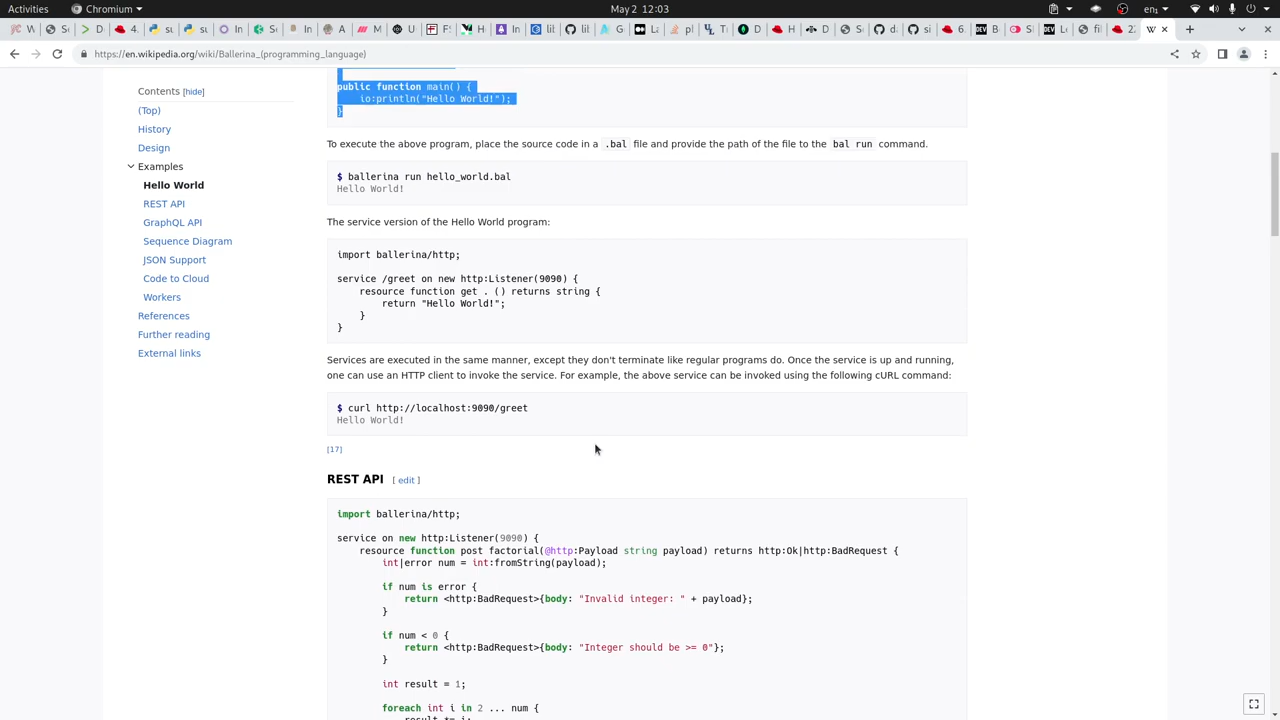 Activities
Chromium
May 2 12:03
en
https://en.wikipedia.org/wiki/Ballerina_(programming_language)
Contents [hide]
(Top)
History
Design
Examples
Hello World
REST API
GraphQL API
Sequence Diagram
JSON Support
Code to Cloud
Workers
References
Further reading
External links
public function main() {
io:println("Hello World!");
}
To execute the above program, place the source code in a .bal file and provide the path of the file to the bal run command.
$ ballerina run hello_world.bal
Hello World!
The service version of the Hello World program:
import ballerina/http;
service /greet on new http:Listener(9090) {
resource function get . () returns string {
return "Hello World!";
}
}
Services are executed in the same manner, except they don't terminate like regular programs do. Once the service is up and running,
one can use an HTTP client to invoke the service. For example, the above service can be invoked using the following cURL command:
$ curl http://localhost:9090/greet
Hello World!
[17]
REST API [ edit ]
import ballerina/http;
service on new http:Listener(9090) {
resource function post factorial(@http:Payload string payload) returns http:Ok|http:BadRequest {
int|error num = int:fromString(payload);
if num is error {
return <http:BadRequest>{body: "Invalid integer: " + payload};
}
if num < 0 {
return <http:BadRequest>{body: "Integer should be >= 0"};
}
int result = 1;
foreach int i in 2 ... num {